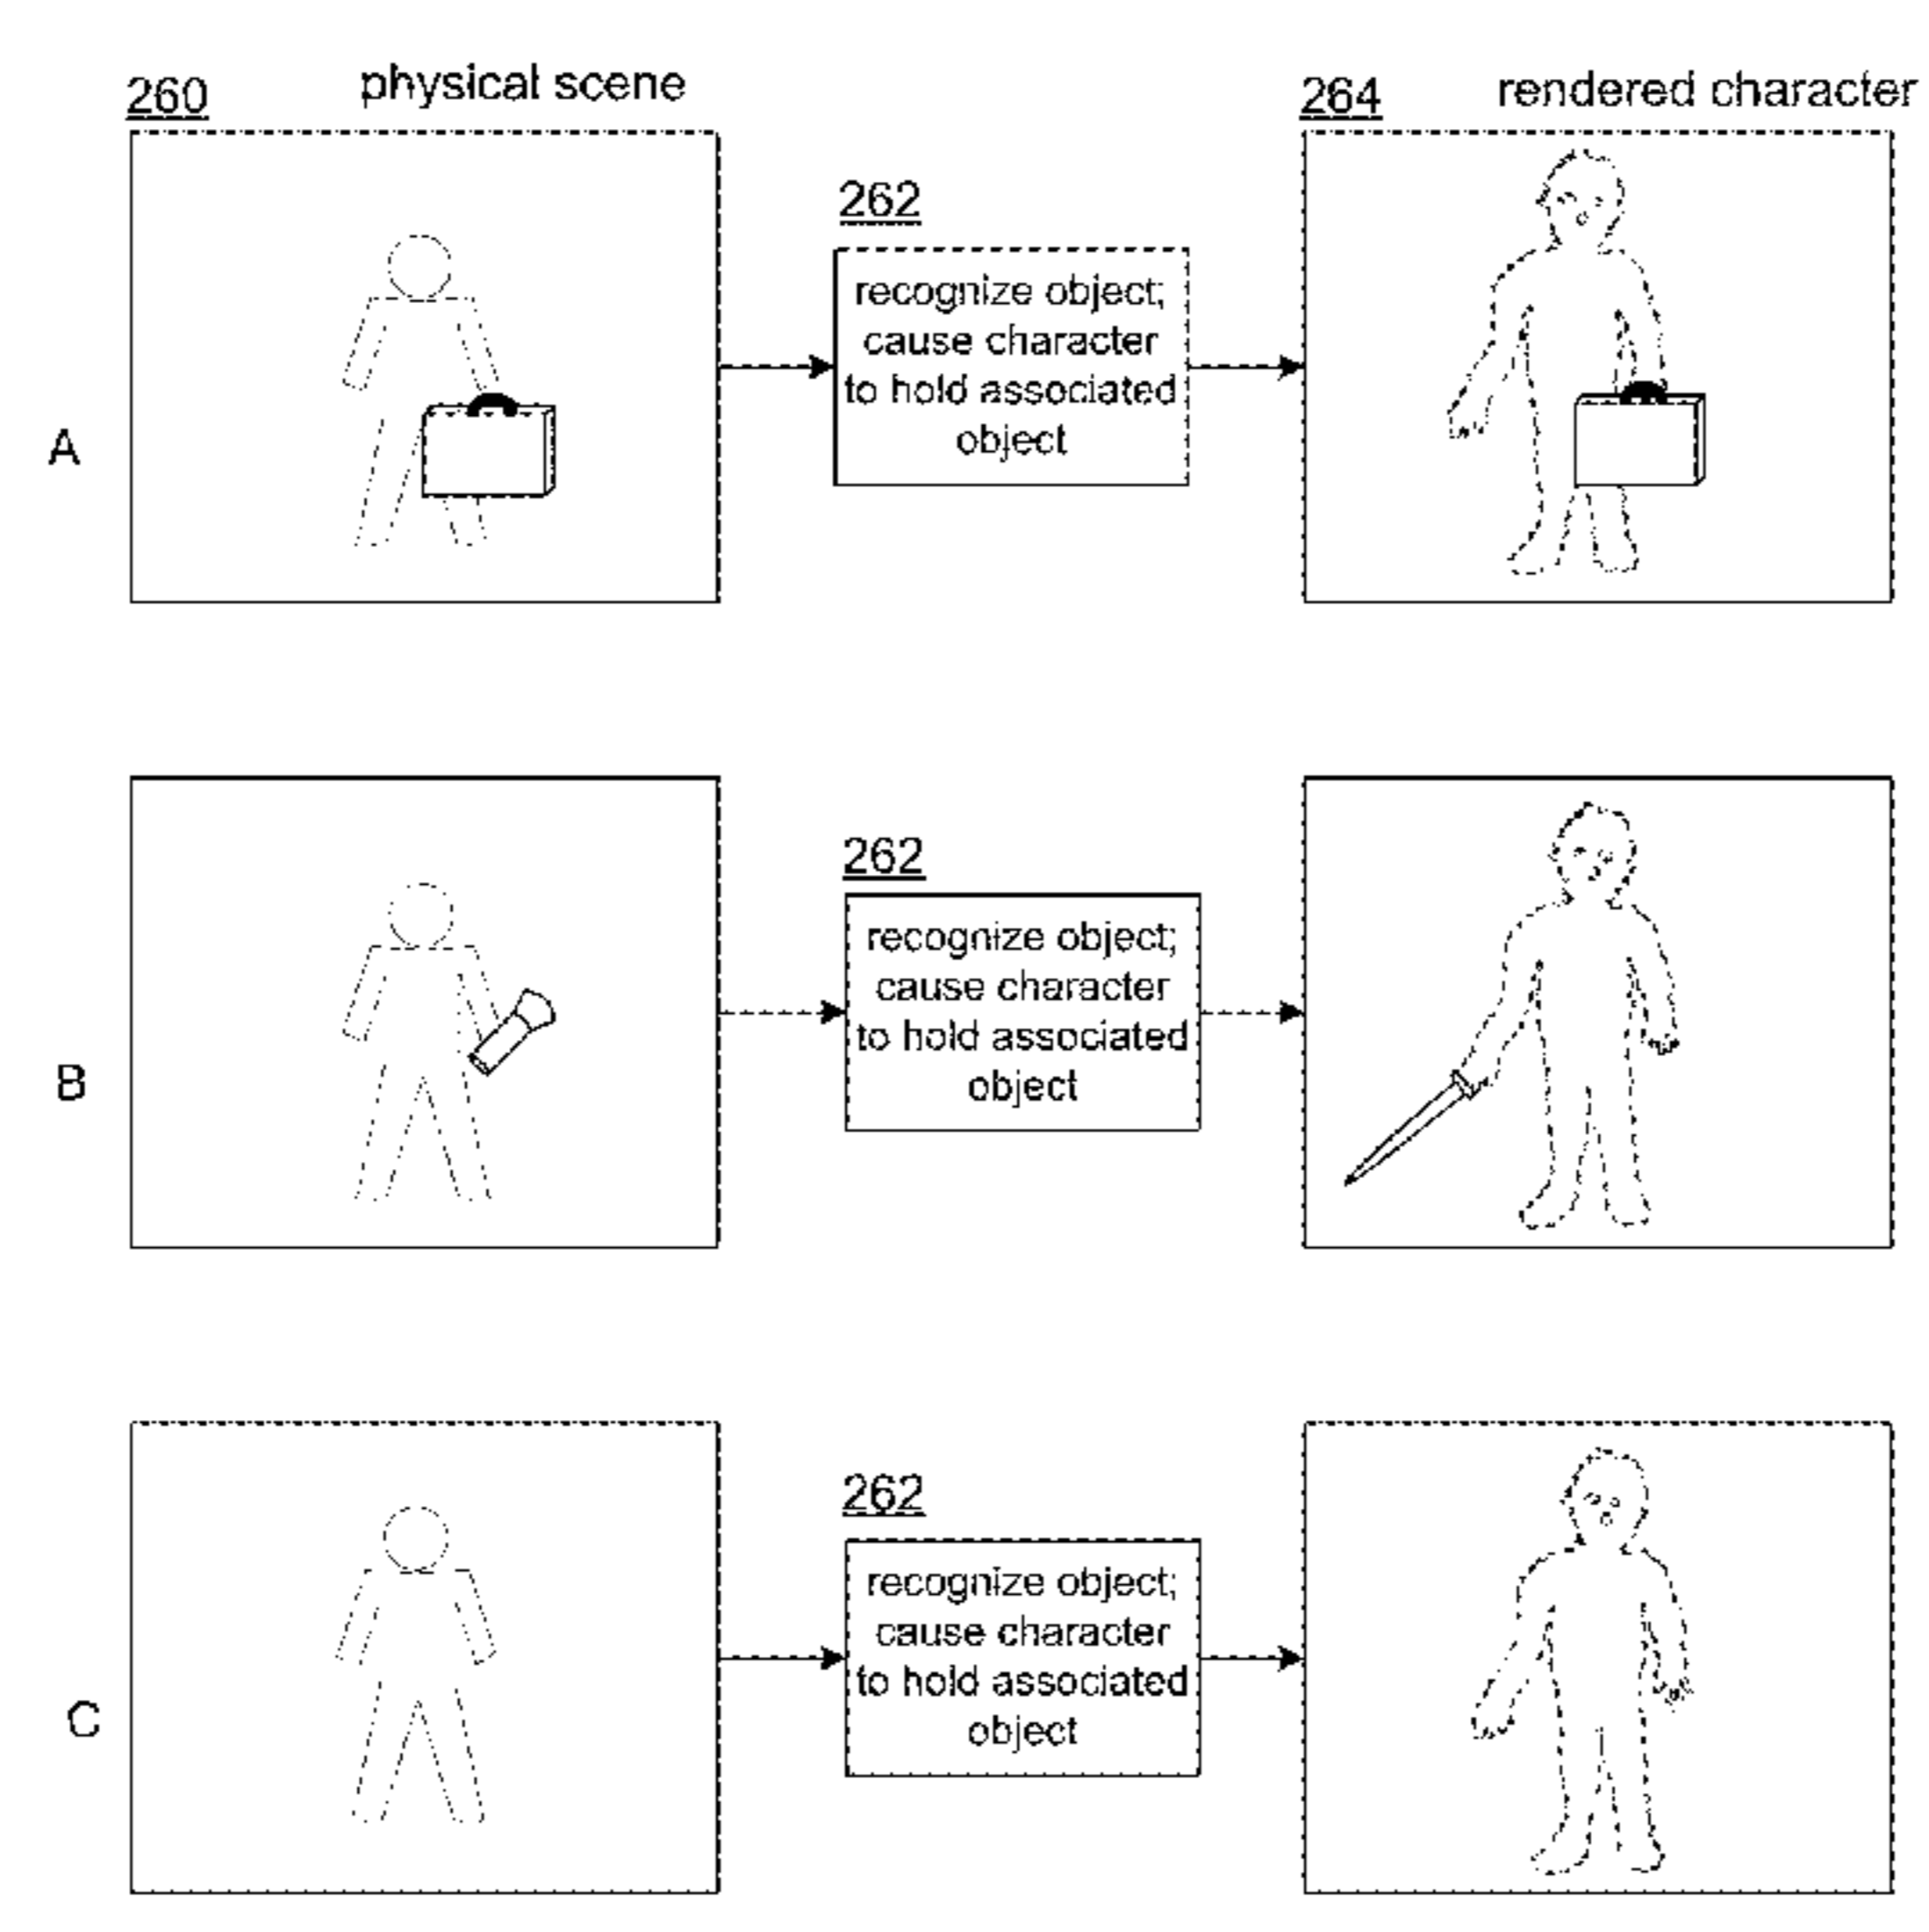 260 physical scene 264 rendered character
262
recognize object;
cause character
to hold associated
object
A
262
recognize object;
cause character
to hold associated
object
B
262
recognize object;
cause character
to hold associated
object
C